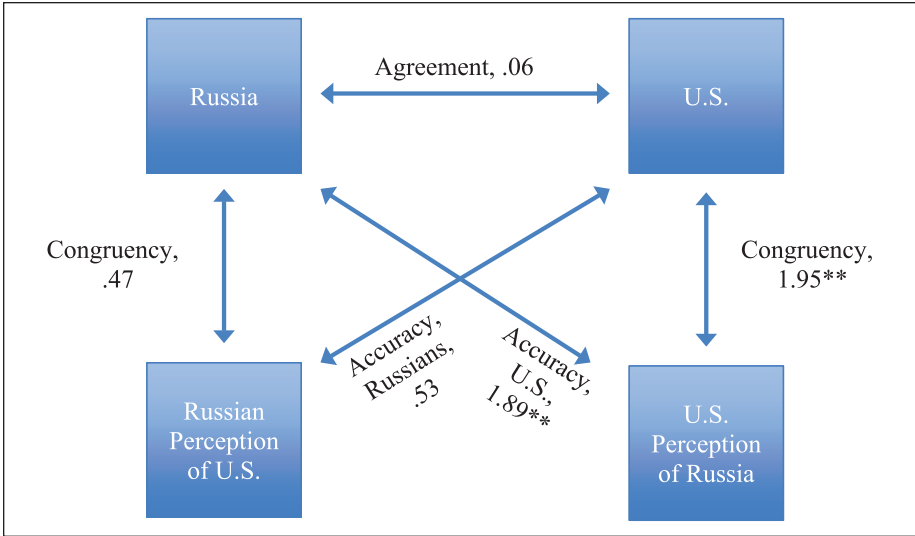 Russia
Agreement, .06
U.S.
Congruency,
.47
Congruency,
1.95**
Accuracy,
Russians,
.53
Accuracy,
U.S.,
1.89**
Russian
Perception
of U.S.
U.S.
Perception
of Russia